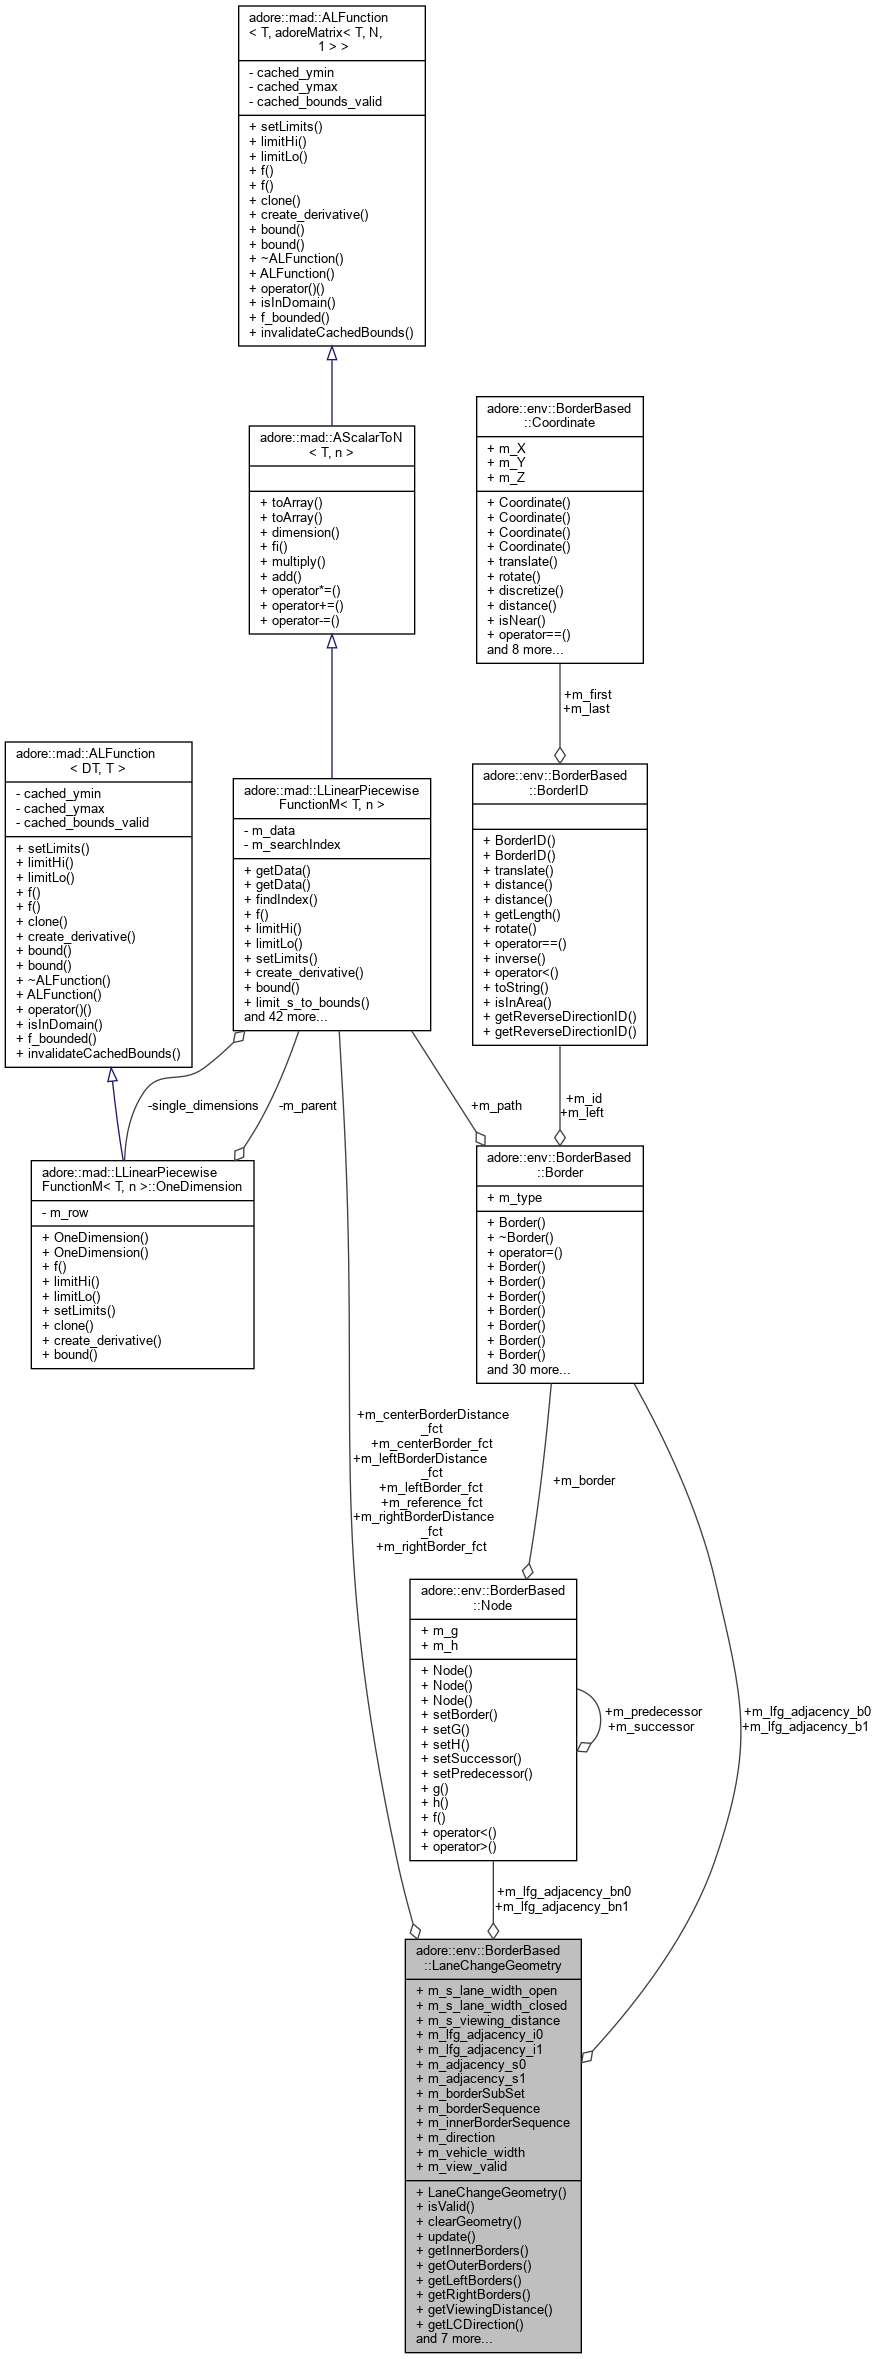 adore::mad::ALFunction
< T, adoreMatrix< T, N,
1 > >
- cached_ymin
- cached_ymax
- cached_bounds_valid
+ setLimits()
+ limitHi()
+ limitLo()
+ f()
+ f()
+ clone()
+ create_derivative()
+ bound()
+ bound()
+ ~ALFunction()
+ ALFunction()
+ operator()()
+ isInDomain()
+ f_bounded()
+ invalidateCachedBounds()
adore::mad::AScalarToN
< T, n >
+ toArray()
+ toArray()
+ dimension()
+ fi()
+ multiply()
+ add()
+ operator*=()
+ operator+=()
+ operator-=()
adore::env::BorderBased
::Coordinate
+ m_X
+ m_Y
+ m_Z
+ Coordinate()
+ Coordinate()
+ Coordinate()
+ Coordinate()
+ translate()
+ rotate()
+ discretize()
+ distance()
+ isNear()
+ operator==()
and 8 more...
+m_first
+m_last
adore::mad::ALFunction
< DT, T >
- cached_ymin
- cached_ymax
- cached_bounds_valid
+ setLimits()
+ limitHi()
+ limitLo()
+ f()
+ f()
+ clone()
+ create_derivative()
+ bound()
+ bound()
+ ~ALFunction()
+ ALFunction()
+ operator()()
+ isInDomain()
+ f_bounded()
+ invalidateCachedBounds()
adore::mad::LLinearPiecewise
FunctionM< T, n >
- m_data
- m_searchIndex
+ getData()
+ getData()
+ findIndex()
+ f()
+ limitHi()
+ limitLo()
+ setLimits()
+ create_derivative()
+ bound()
+ limit_s_to_bounds()
and 42 more...
adore::env::BorderBased
::BorderID
+ BorderID()
+ BorderID()
+ translate()
+ distance()
+ distance()
+ getLength()
+ rotate()
+ operator==()
+ inverse()
+ operator<()
+ toString()
+ isInArea()
+ getReverseDirectionID()
+ getReverseDirectionID()
-single_dimensions
-m_parent
+m_path
+m_id
+m_left
adore::mad::LLinearPiecewise
FunctionM< T, n >::OneDimension
- m_row
+ OneDimension()
+ OneDimension()
+ f()
+ limitHi()
+ limitLo()
+ setLimits()
+ clone()
+ create_derivative()
+ bound()
adore::env::BorderBased
::Border
+ m_type
+ Border()
+ ~Border()
+ operator=()
+ Border()
+ Border()
+ Border()
+ Border()
+ Border()
+ Border()
+ Border()
and 30 more...
+m_centerBorderDistance
_fct
+m_centerBorder_fct
+m_leftBorderDistance
_fct
+m_leftBorder_fct
+m_reference_fct
+m_rightBorderDistance
_fct
+m_rightBorder_fct
+m_border
adore::env::BorderBased
::Node
+ m_g
+ m_h
+ Node()
+ Node()
+ Node()
+ setBorder()
+ setG()
+ setH()
+ setSuccessor()
+ setPredecessor()
+ g()
+ h()
+ f()
+ operator<()
+ operator>()
+m_predecessor
+m_successor
+m_lfg_adjacency_b0
+m_lfg_adjacency_b1
+m_lfg_adjacency_bn0
+m_lfg_adjacency_bn1
adore::env::BorderBased
::LaneChangeGeometry
+ m_s_lane_width_open
+ m_s_lane_width_closed
+ m_s_viewing_distance
+ m_lfg_adjacency_i0
+ m_lfg_adjacency_i1
+ m_adjacency_s0
+ m_adjacency_s1
+ m_borderSubSet
+ m_borderSequence
+ m_innerBorderSequence
+ m_direction
+ m_vehicle_width
+ m_view_valid
+ LaneChangeGeometry()
+ isValid()
+ clearGeometry()
+ update()
+ getInnerBorders()
+ getOuterBorders()
+ getLeftBorders()
+ getRightBorders()
+ getViewingDistance()
+ getLCDirection()
and 7 more...